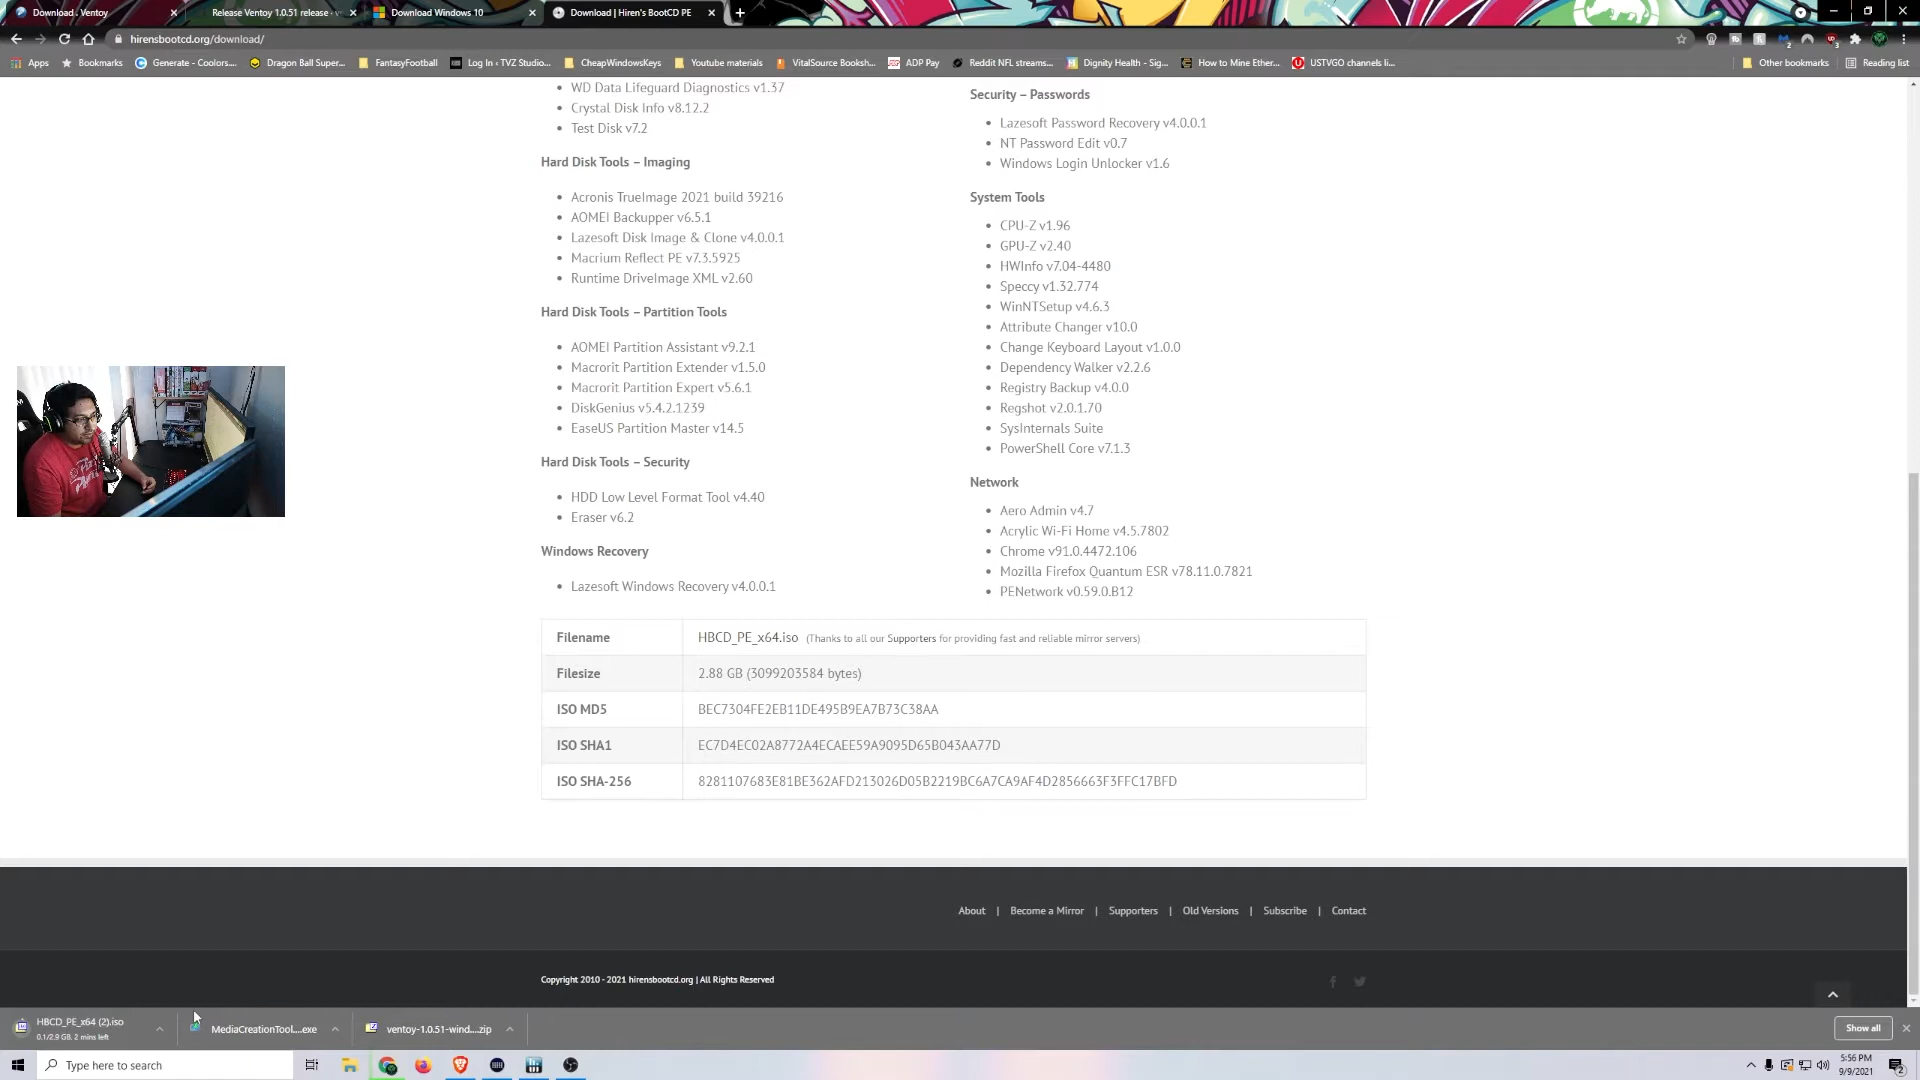 Download . Ventoy
Release Ventoy 1.0.51 release · v
Download Windows 10
Download | Hiren's BootCD PE
hirensbootcd.org/download/
Apps
Bookmarks
Generate - Coolors....
Dragon Ball Super...
FantasyFootball
Log In ‹ TVZ Studio...
CheapWindowsKeys
Youtube materials
VitalSource Booksh...
ADP Pay
Reddit NFL streams...
Dignity Health - Sig...
How to Mine Ether...
USTVGO channels li...
Other bookmarks
Reading list
WD Data Lifeguard Diagnostics v1.37
Crystal Disk Info v8.12.2
Test Disk v7.2
Hard Disk Tools – Imaging
Acronis TrueImage 2021 build 39216
AOMEI Backupper v6.5.1
Lazesoft Disk Image & Clone v4.0.0.1
Macrium Reflect PE v7.3.5925
Runtime DriveImage XML v2.60
Hard Disk Tools – Partition Tools
AOMEI Partition Assistant v9.2.1
Macrorit Partition Extender v1.5.0
Macrorit Partition Expert v5.6.1
DiskGenius v5.4.2.1239
EaseUS Partition Master v14.5
Hard Disk Tools – Security
HDD Low Level Format Tool v4.40
Eraser v6.2
Windows Recovery
Lazesoft Windows Recovery v4.0.0.1
Security – Passwords
Lazesoft Password Recovery v4.0.0.1
NT Password Edit v0.7
Windows Login Unlocker v1.6
System Tools
CPU-Z v1.96
GPU-Z v2.40
HWInfo v7.04-4480
Speccy v1.32.774
WinNTSetup v4.6.3
Attribute Changer v10.0
Change Keyboard Layout v1.0.0
Dependency Walker v2.2.6
Registry Backup v4.0.0
Regshot v2.0.1.70
SysInternals Suite
PowerShell Core v7.1.3
Network
Aero Admin v4.7
Acrylic Wi-Fi Home v4.5.7802
Chrome v91.0.4472.106
Mozilla Firefox Quantum ESR v78.11.0.7821
PENetwork v0.59.0.B12
Filename HBCD_PE_x64.iso (Thanks to all our Supporters for providing fast and reliable mirror servers)
Filesize 2.88 GB (3099203584 bytes)
ISO MD5 BEC7304FE2EB11DE495B9EA7B73C38AA
ISO SHA1 EC7D4EC02A8772A4ECAEE59A9095D65B043AA77D
ISO SHA-256 8281107683E81BE362AFD213026D05B2219BC6A7CA9AF4D2856663F3FFC17BFD
About | Become a Mirror | Supporters | Old Versions | Subscribe | Contact
Copyright 2010 - 2021 hirensbootcd.org | All Rights Reserved
HBCD_PE_x64 (2).iso
0.1/2.9 GB, 2 mins left
MediaCreationTool....exe
ventoy-1.0.51-wind....zip
Show all
Type here to search
5:56 PM
9/9/2021